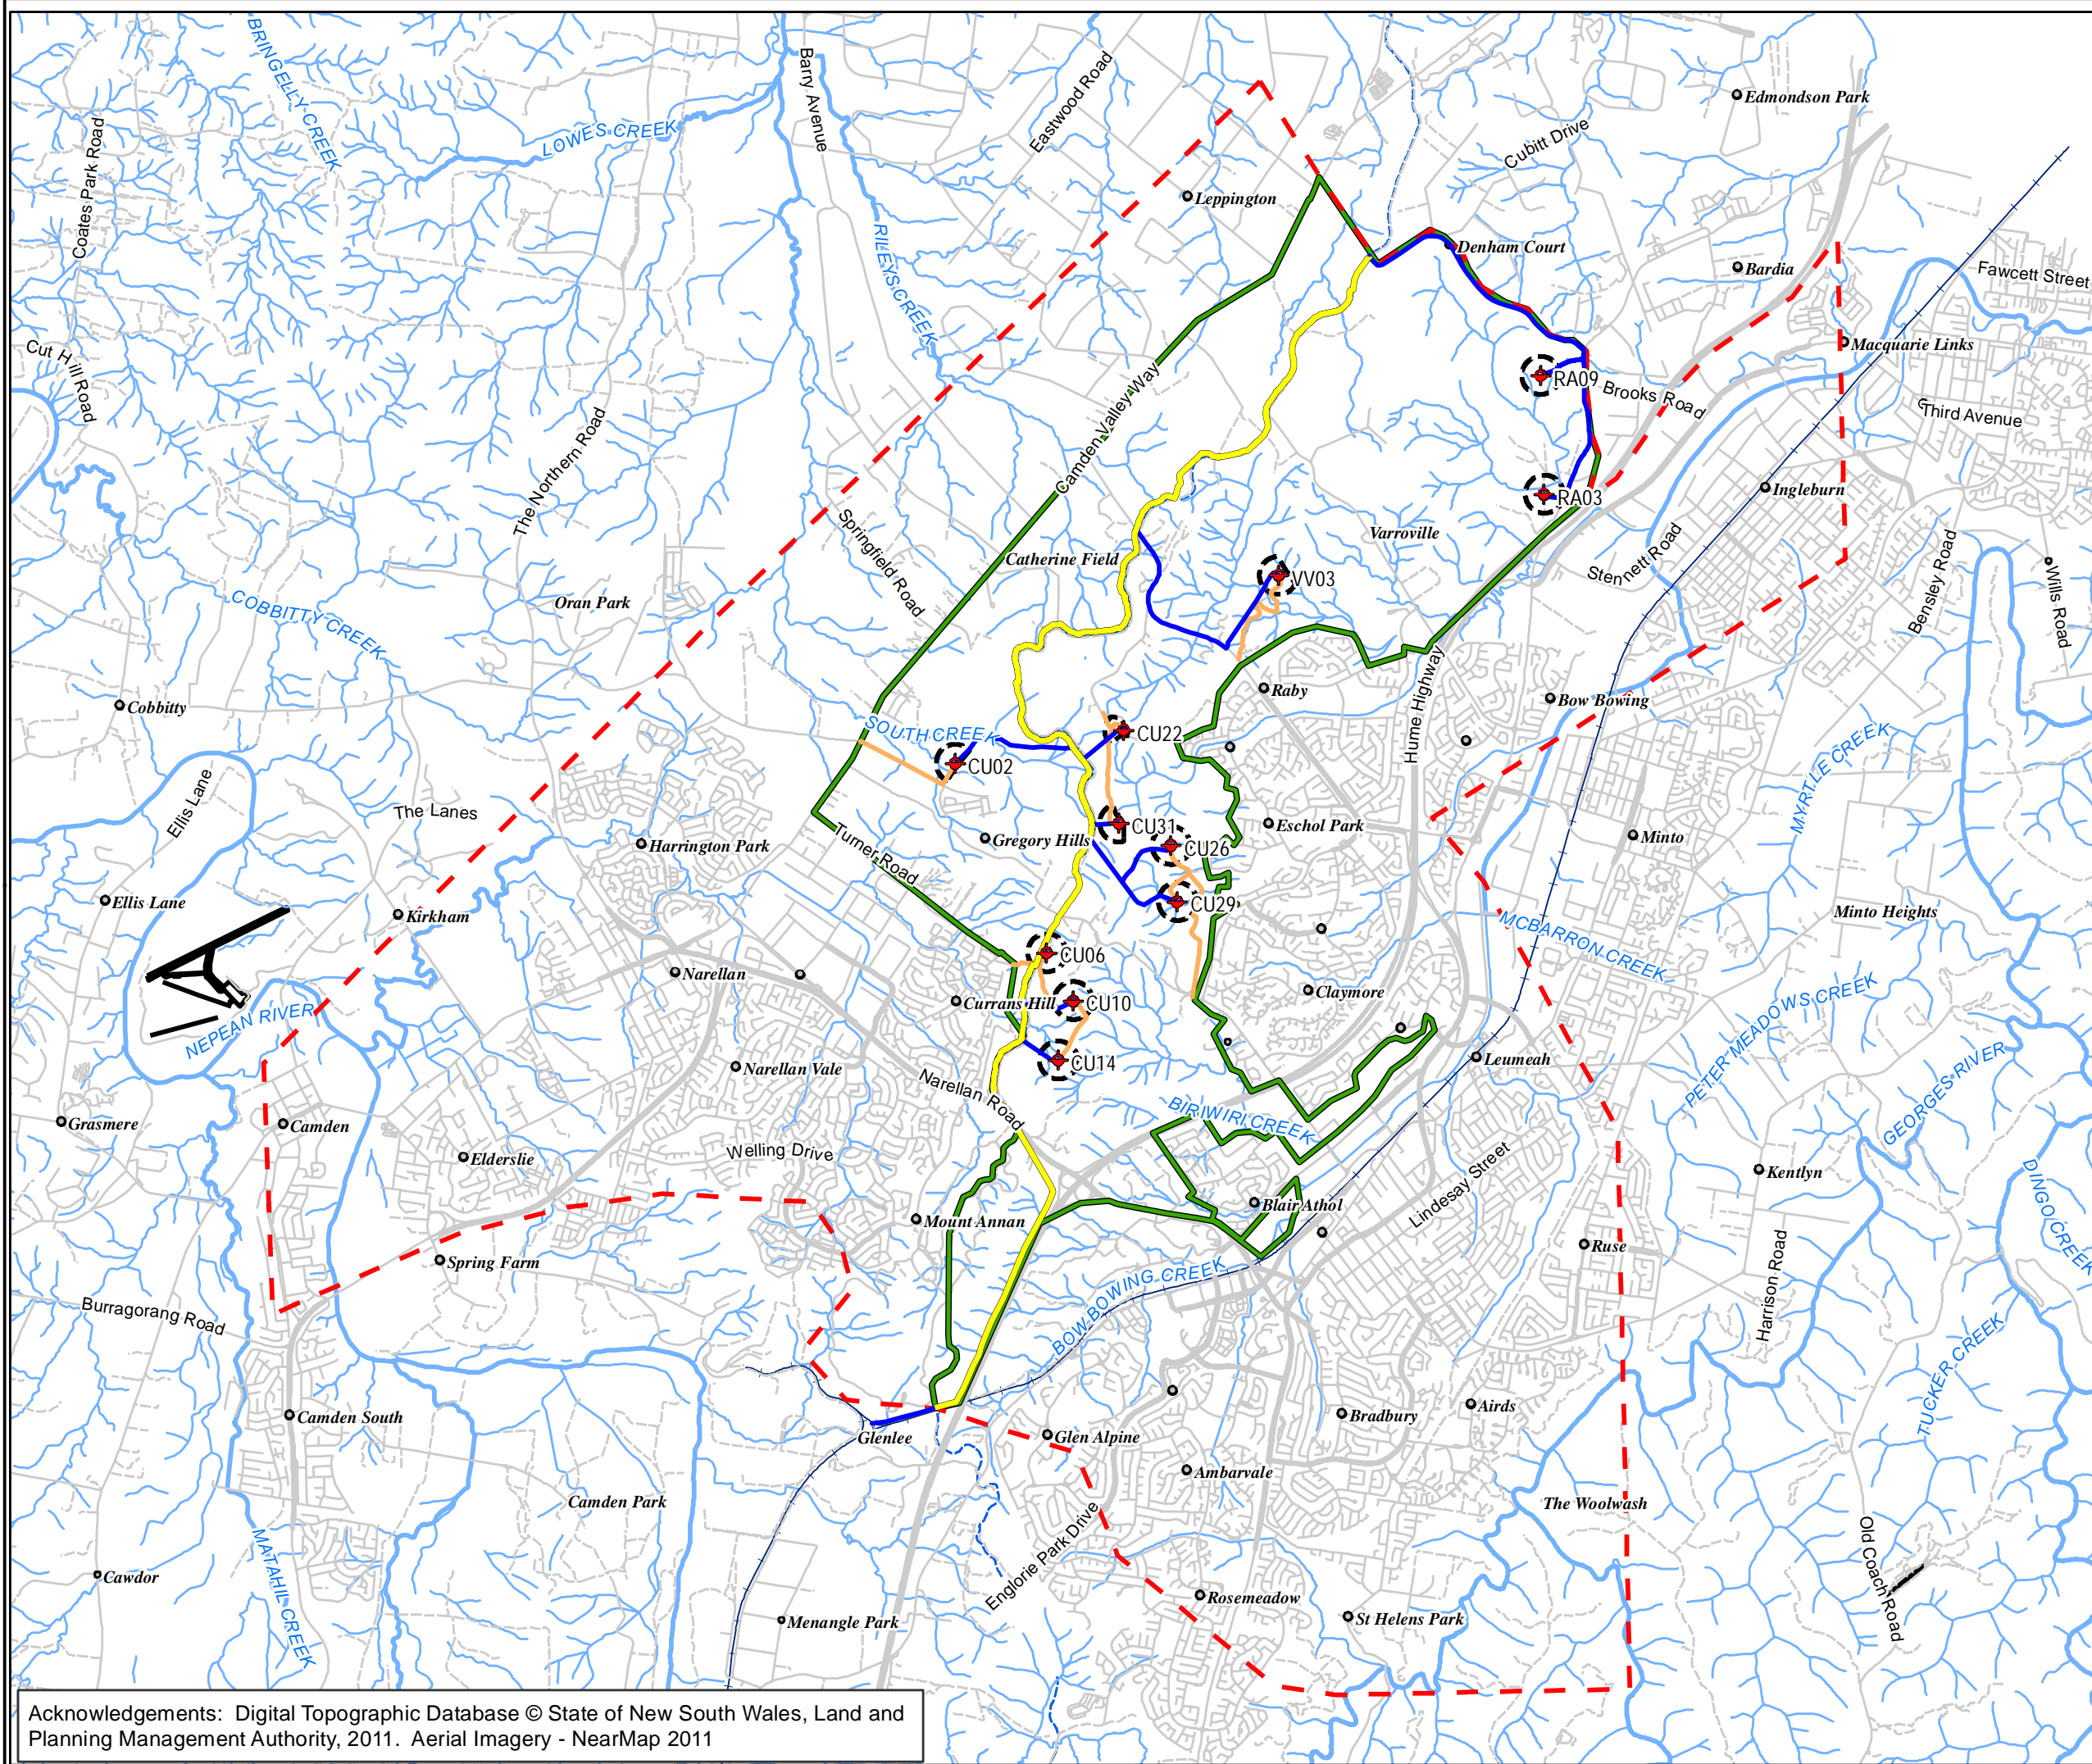 BRINGELLY CREEK
Barry Avenue
Eastwood Road
Edmondson Park
LOWES CREEK
Cubitt Drive
Coates Park Road
Leppington
RILEYS CREEK
Denham Court
Bardia
Fawcett Street
Macquarie Links
Cut Hill Road
RA09
Brooks Road
Third Avenue
Camden Valley Way
The Northern Road
Ingleburn
RA03
Springfield Road
Catherine Field
Varroville
Stennett Road
Bensley Road
Wills Road
VV03
Oran Park
COBBITTY CREEK
Raby
Bow Bowing
Cobbitty
Hume Highway
SOUTH CREEK
CU22
CU02
MYRTLE CREEK
Ellis Lane
The Lanes
CU31
Eschol Park
Minto
Harrington Park
Gregory Hills
CU26
Turner Road
Ellis Lane
CU29
Kirkham
Minto Heights
MCBARRON CREEK
CU06
Narellan
Claymore
Currans Hill
CU10
NEPEAN RIVER
PETER MEADOWS CREEK
Leumeah
CU14
Narellan Vale
GEORGES RIVER
Narellan Road
Grasmere
Camden
BIRIWIRI CREEK
Welling Drive
Elderslie
Kentlyn
Lindesay Street
DINGO CREEK
Blair Athol
Mount Annan
Ruse
Spring Farm
Harrison Road
BOW BOWING CREEK
Burragorang Road
TUCKER CREEK
Camden South
Airds
Bradbury
Glenlee
Glen Alpine
Ambarvale
Camden Park
The Woolwash
Englorie Park Drive
Old Coach Road
MATAHIL CREEK
Cawdor
Rosemeadow
Menangle Park
St Helens Park
Acknowledgements: Digital Topographic Database © State of New South Wales, Land and
Planning Management Authority, 2011. Aerial Imagery - NearMap 2011